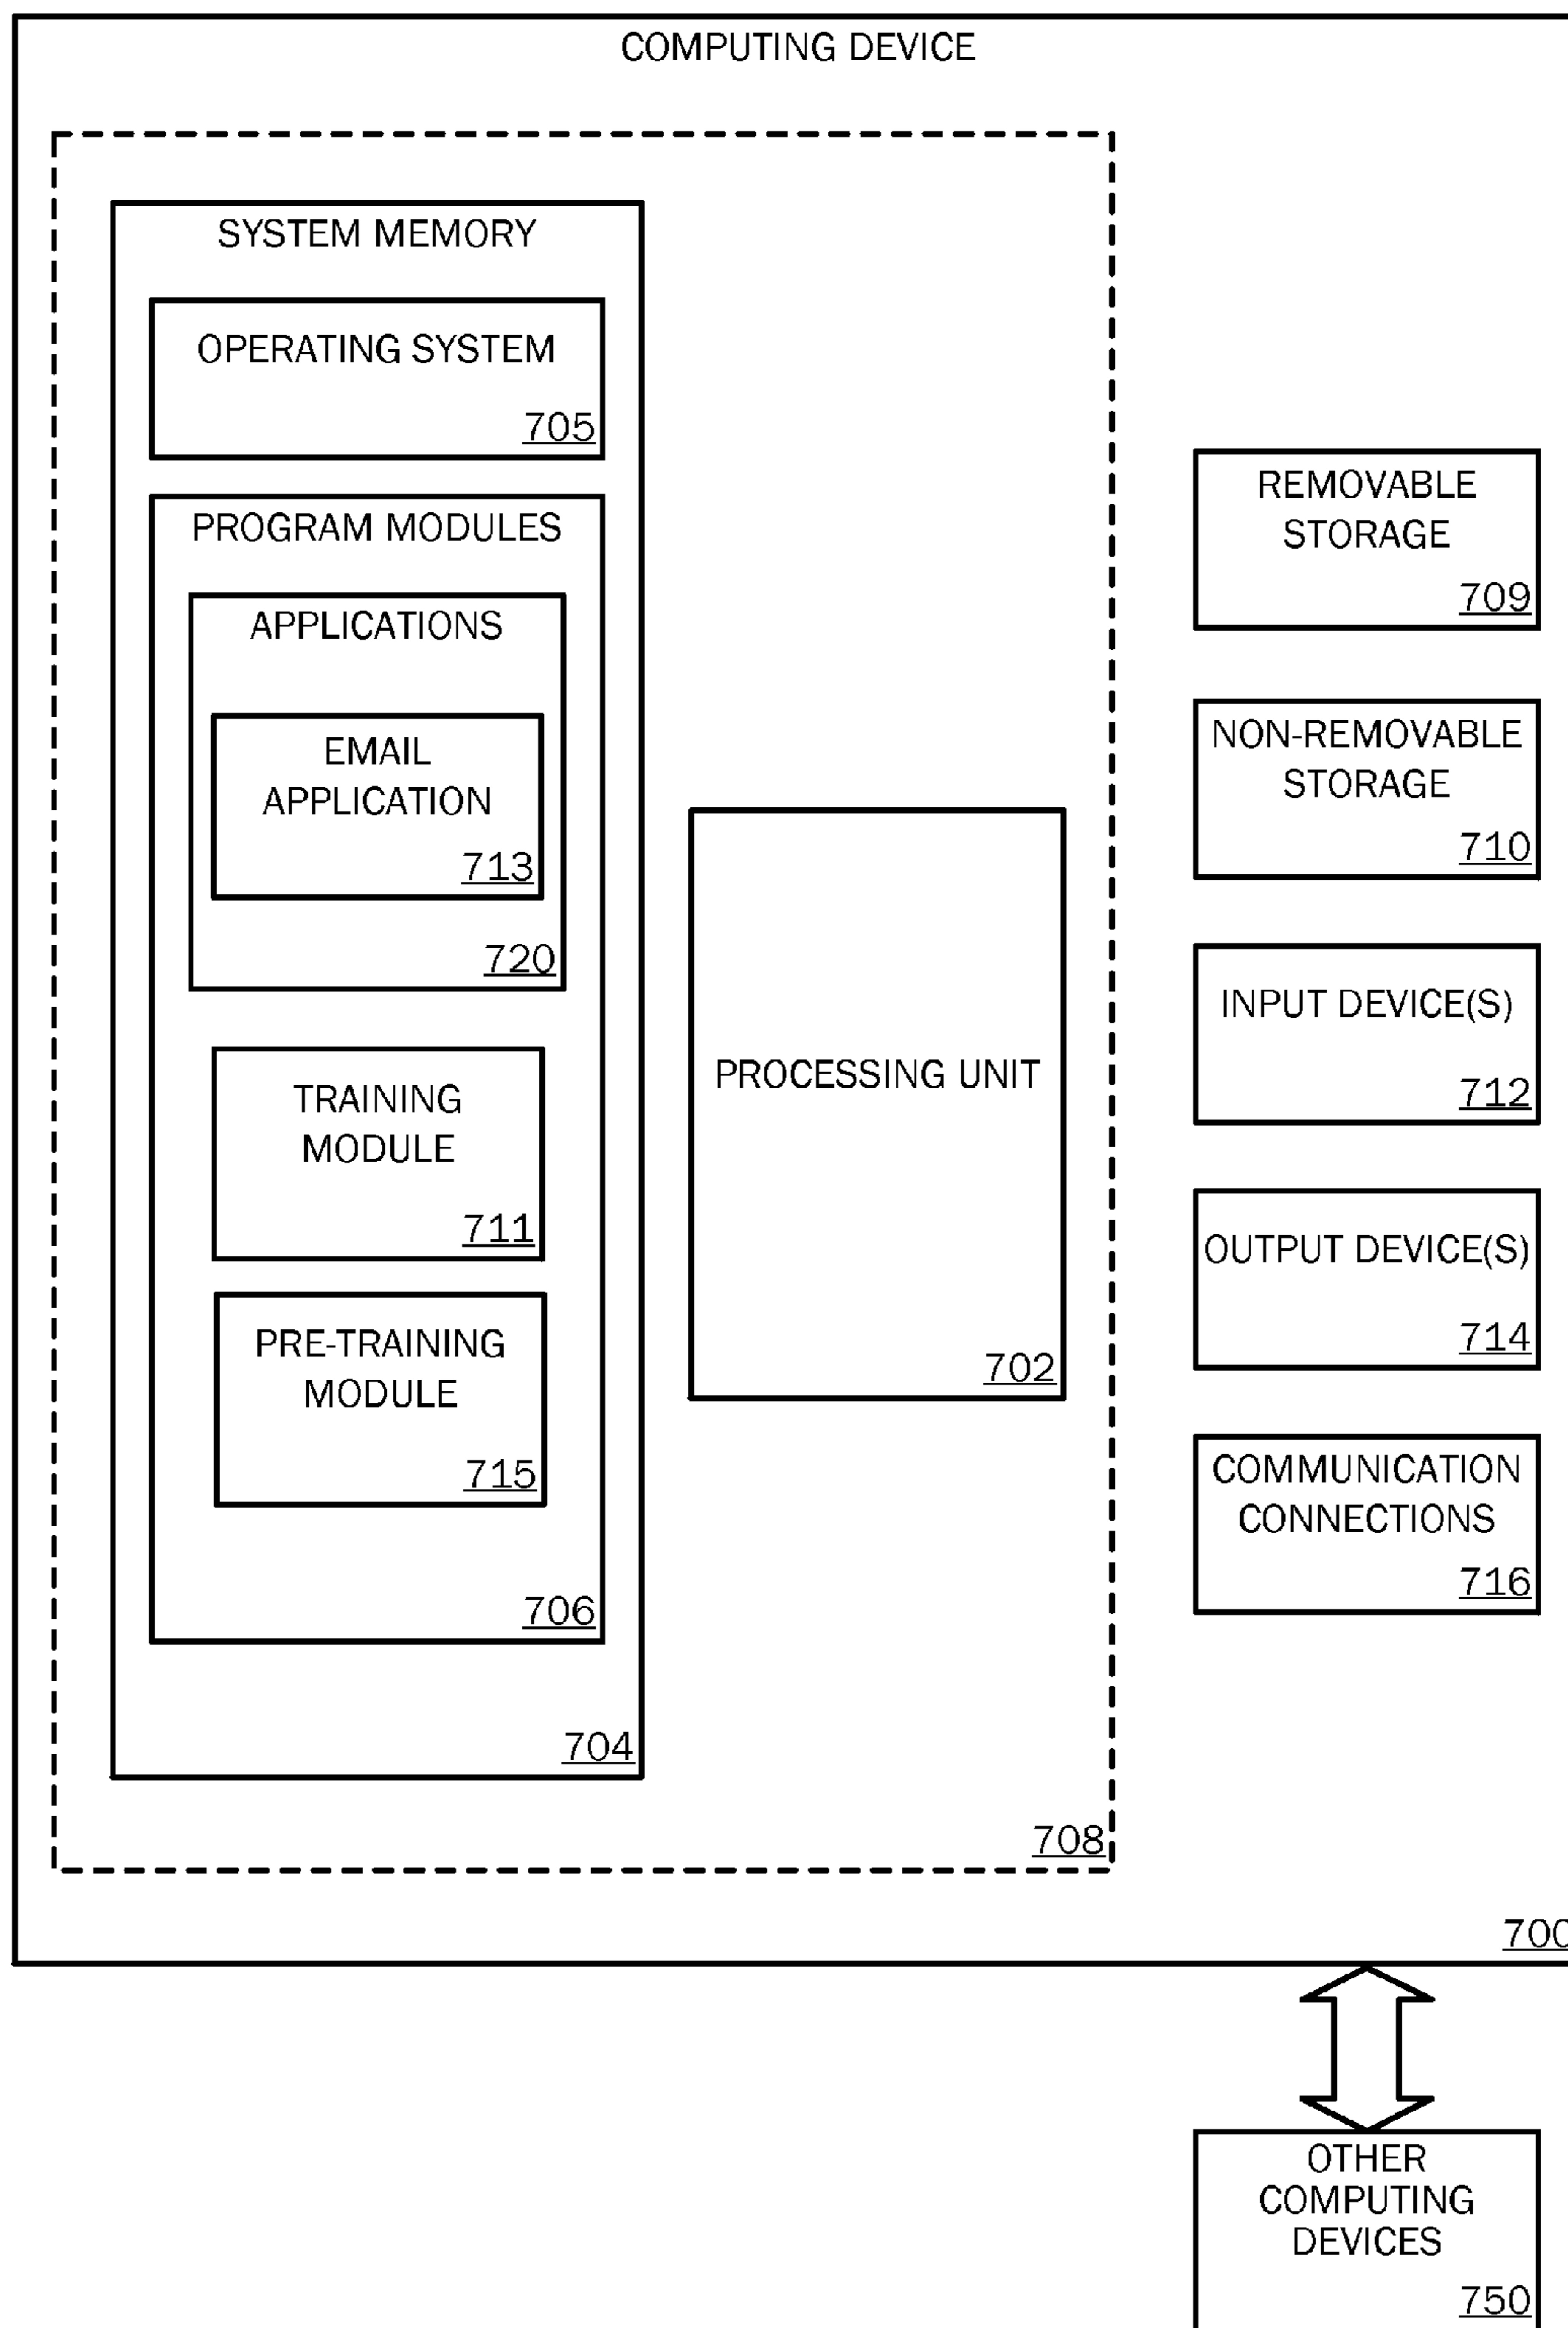 COMPUTING DEVICE
SYSTEM MEMORY
OPERATING SYSTEM
705
PROGRAM MODULES
APPLICATIONS
EMAIL
APPLICATION
713
720
TRAINING
MODULE
711
PRE-TRAINING
MODULE
715
706
704
PROCESSING UNIT
702
708
REMOVABLE
STORAGE
709
NON-REMOVABLE
STORAGE
710
INPUT DEVICE(S)
712
OUTPUT DEVICE(S)
714
COMMUNICATION
CONNECTIONS
716
700
OTHER
COMPUTING
DEVICES
750